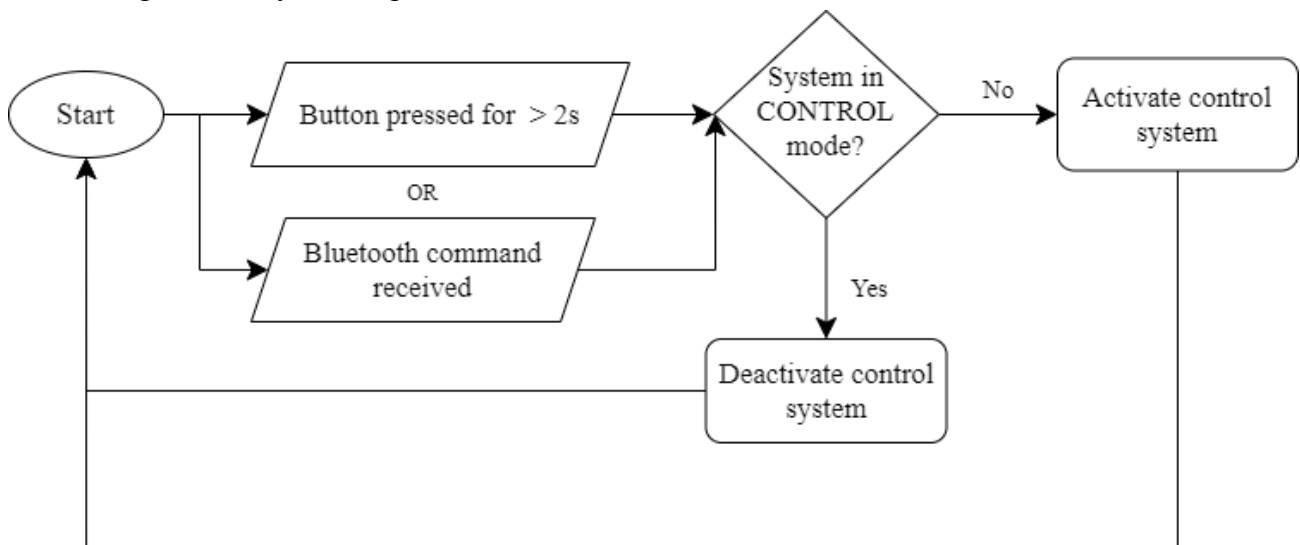 Start
Button pressed for > 2s
OR
Bluetooth command
received
System in
CONTROL
mode?
No
Activate control
system
Yes
Deactivate control
system